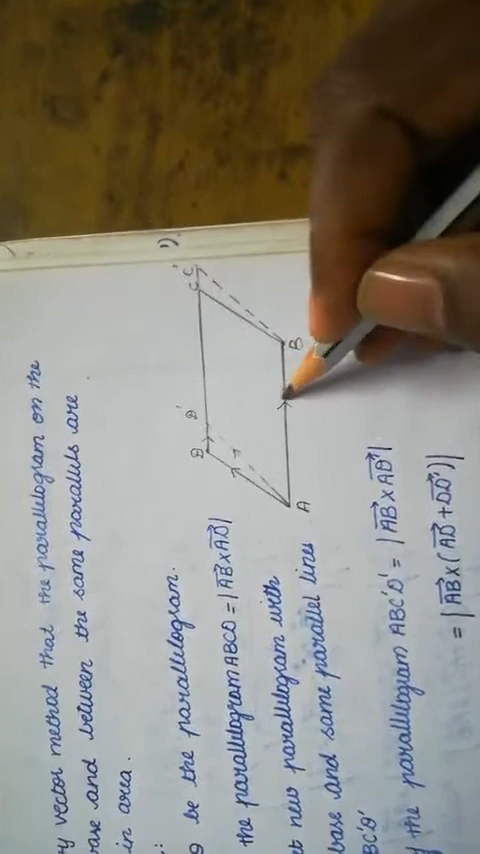 vector method that the parallelogram on the
base and between the same parallels are
in area.
be the parallelogram.
the parallelogram ABCD = |AB × AD|
new parallelogram with
base and same parallel line
BC'D'
the parallelogram ABC'D' = |AB × AD'|
= |AB × (AD + DD')|
1).
D D' C C'
A B